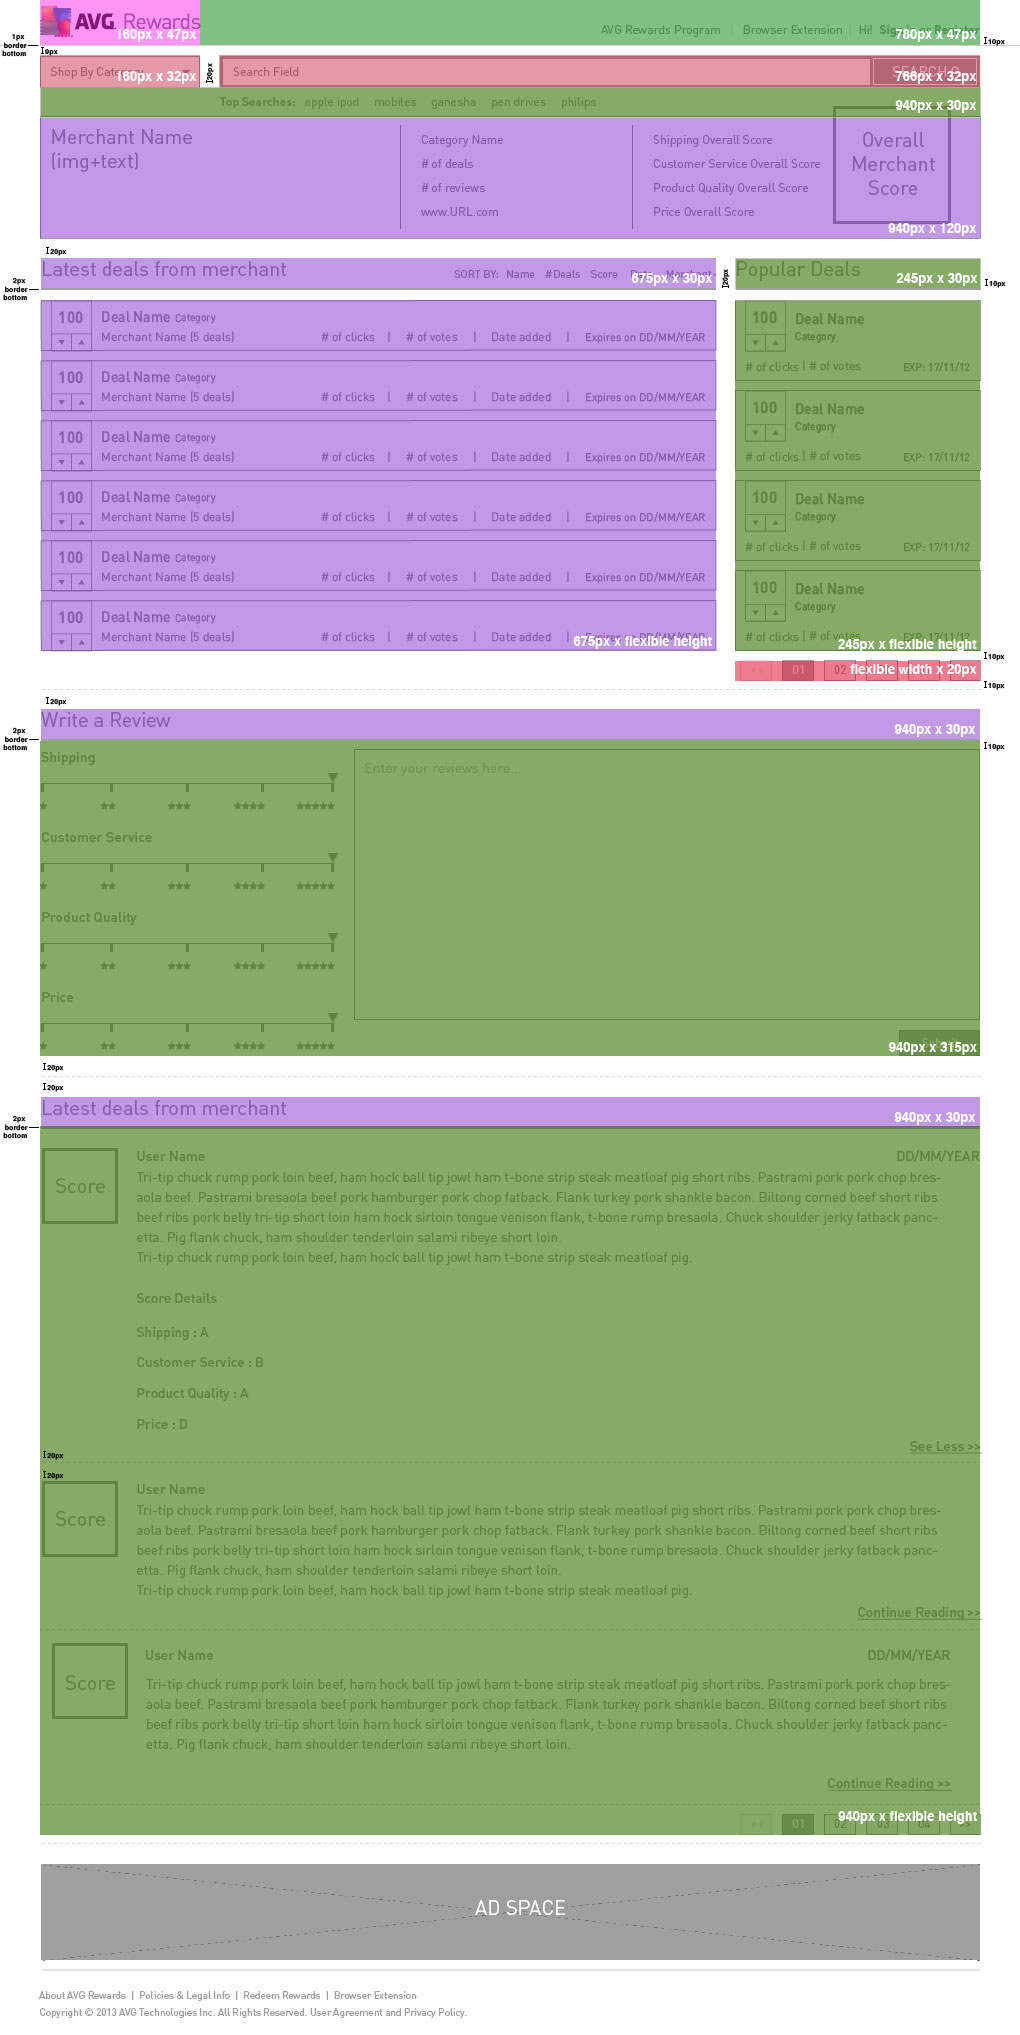 AVG. Rewards
160px x 47px
AVG Rewards Program | Browser Extension | Hi! Sign In or Register
780px x 47px
1px
border
bottom
10px
9px
Shop By Category
160px x 32px
20px
Search Field
SEARCH
766px x 32px
Top Searches: apple ipod mobiles ganesha pen drives philips
940px x 30px
Merchant Name
(img+text)
Category Name
# of deals
# of reviews
www.URL.com
Shipping Overall Score
Customer Service Overall Score
Product Quality Overall Score
Price Overall Score
Overall
Merchant
Score
940px x 120px
20px
Latest deals from merchant
SORT BY: Name #Deals Score Merchant
675px x 30px
2px
border
bottom
20px
Popular Deals
245px x 30px
10px
100 Deal Name Category
Merchant Name (5 deals) # of clicks | # of votes | Date added | Expires on DD/MM/YEAR
100 Deal Name Category
Merchant Name (5 deals) # of clicks | # of votes | Date added | Expires on DD/MM/YEAR
100 Deal Name Category
Merchant Name (5 deals) # of clicks | # of votes | Date added | Expires on DD/MM/YEAR
100 Deal Name Category
Merchant Name (5 deals) # of clicks | # of votes | Date added | Expires on DD/MM/YEAR
100 Deal Name Category
Merchant Name (5 deals) # of clicks | # of votes | Date added | Expires on DD/MM/YEAR
100 Deal Name Category
Merchant Name (5 deals) # of clicks | # of votes | Date added | Expires on DD/MM/YEAR
675px x flexible height
100 Deal Name
Category
# of clicks | # of votes EXP: 17/11/12
100 Deal Name
Category
# of clicks | # of votes EXP: 17/11/12
100 Deal Name
Category
# of clicks | # of votes EXP: 17/11/12
100 Deal Name
Category
# of clicks | # of votes EXP: 17/11/12
245px x flexible height
10px
<< 01 02
flexible width x 20px
10px
20px
Write a Review
940px x 30px
2px
border
bottom
10px
Shipping
★ ★★ ★★★ ★★★★ ★★★★★
Customer Service
★ ★★ ★★★ ★★★★ ★★★★★
Product Quality
★ ★★ ★★★ ★★★★ ★★★★★
Price
★ ★★ ★★★ ★★★★ ★★★★★
Enter your reviews here...
940px x 315px
20px
20px
Latest deals from merchant
940px x 30px
2px
border
bottom
Score
User Name DD/MM/YEAR
Tri-tip chuck rump pork loin beef, ham hock ball tip jowl ham t-bone strip steak meatloaf pig short ribs. Pastrami pork pork chop bres-
aola beef. Pastrami bresaola beef pork hamburger pork chop fatback. Flank turkey pork shankle bacon. Biltong corned beef short ribs
beef ribs pork belly tri-tip short loin ham hock sirloin tongue venison flank, t-bone rump bresaola. Chuck shoulder jerky fatback panc-
etta. Pig flank chuck, ham shoulder tenderloin salami ribeye short loin.
Tri-tip chuck rump pork loin beef, ham hock ball tip jowl ham t-bone strip steak meatloaf pig.
Score Details
Shipping : A
Customer Service : B
Product Quality : A
Price : D
See Less >>
20px
20px
Score
User Name
Tri-tip chuck rump pork loin beef, ham hock ball tip jowl ham t-bone strip steak meatloaf pig short ribs. Pastrami pork pork chop bres-
aola beef. Pastrami bresaola beef pork hamburger pork chop fatback. Flank turkey pork shankle bacon. Biltong corned beef short ribs
beef ribs pork belly tri-tip short loin ham hock sirloin tongue venison flank, t-bone rump bresaola. Chuck shoulder jerky fatback panc-
etta. Pig flank chuck, ham shoulder tenderloin salami ribeye short loin.
Tri-tip chuck rump pork loin beef, ham hock ball tip jowl ham t-bone strip steak meatloaf pig.
Continue Reading >>
Score
User Name DD/MM/YEAR
Tri-tip chuck rump pork loin beef, ham hock ball tip jowl ham t-bone strip steak meatloaf pig short ribs. Pastrami pork pork chop bres-
aola beef. Pastrami bresaola beef pork hamburger pork chop fatback. Flank turkey pork shankle bacon. Biltong corned beef short ribs
beef ribs pork belly tri-tip short loin ham hock sirloin tongue venison flank, t-bone rump bresaola. Chuck shoulder jerky fatback panc-
etta. Pig flank chuck, ham shoulder tenderloin salami ribeye short loin.
Continue Reading >>
940px x flexible height
<< 01 02 03 04 >>
AD SPACE
About AVG Rewards | Policies & Legal Info | Redeem Rewards | Browser Extension
Copyright © 2013 AVG Technologies Inc. All Rights Reserved. User Agreement and Privacy Policy.